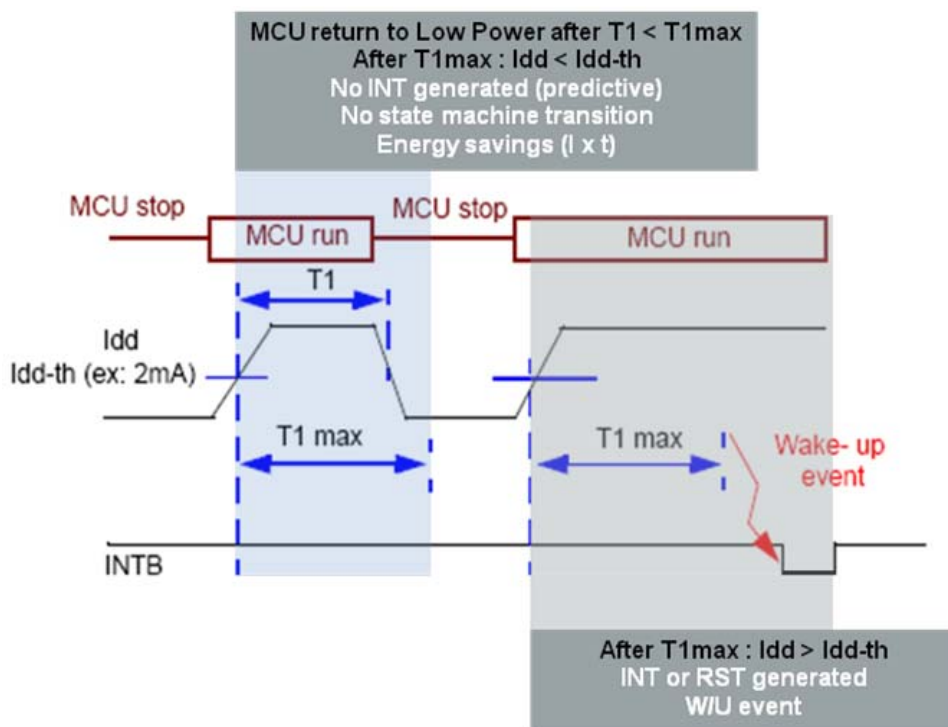 MCU return to Low Power after T1 < T1max
After T1max : Idd < Idd-th
No INT generated (predictive)
No state machine transition
Energy savings (I x t)
MCU stop
MCU run
MCU stop
MCU run
T1
Idd
Idd-th (ex: 2mA)
T1 max
T1 max
Wake- up
event
INTB
After T1max : Idd > Idd-th
INT or RST generated
W/U event